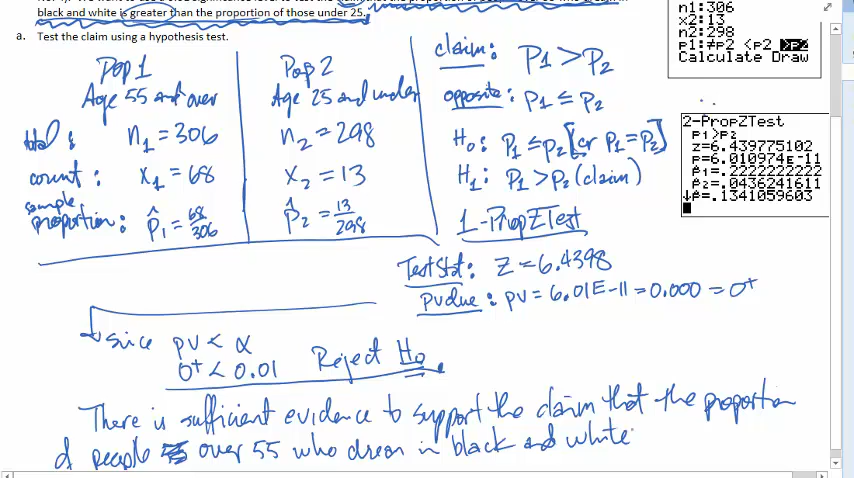 black and white is greater than the proportion of those under 25.
a. Test the claim using a hypothesis test.
n1:306
x2:13
n2:298
p1:≠p2 <p2 >p2
Calculate Draw
Pop 1
Age 55 and over
total: n₁=306
count: x₁=68
sample proportion: p̂₁=68/306
Pop 2
Age 25 and under
n₂=298
x₂=13
p̂₂=13/298
claim: P₁>P₂
opposite: P₁≤P₂
H₀: P₁≤P₂ [or P₁=P₂]
H₁: P₁>P₂ (claim)
1-PropZTest
2-PropZTest
p1>p2
z=6.439775102
p=6.010974E-11
p̂1=.2222222222
p̂2=.0436241611
↓p̂=.1341059603
Test Stat: Z=6.4398
pvalue: pv=6.01E-11=0.000=0⁺
since pv<α
0⁺<0.01 Reject H₀.
There is sufficient evidence to support the claim that the proportion
of people over 55 who dream in black and white